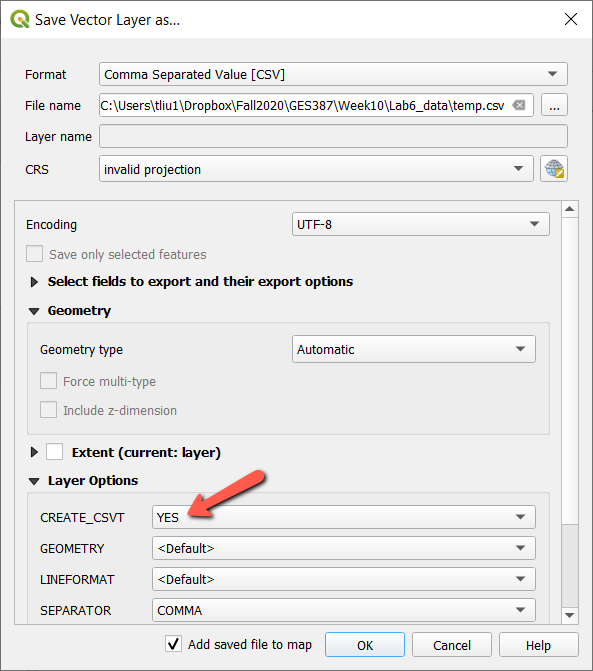 Save Vector Layer as...
Format Comma Separated Value [CSV]
File name C:\Users\tliu1\Dropbox\Fall2020\GES387\Week10\Lab6_data\temp.csv ...
Layer name
CRS invalid projection
Encoding UTF-8
Save only selected features
Select fields to export and their export options
Geometry
Geometry type Automatic
Force multi-type
Include z-dimension
Extent (current: layer)
Layer Options
CREATE_CSVT YES
GEOMETRY <Default>
LINEFORMAT <Default>
SEPARATOR COMMA
Add saved file to map OK Cancel Help